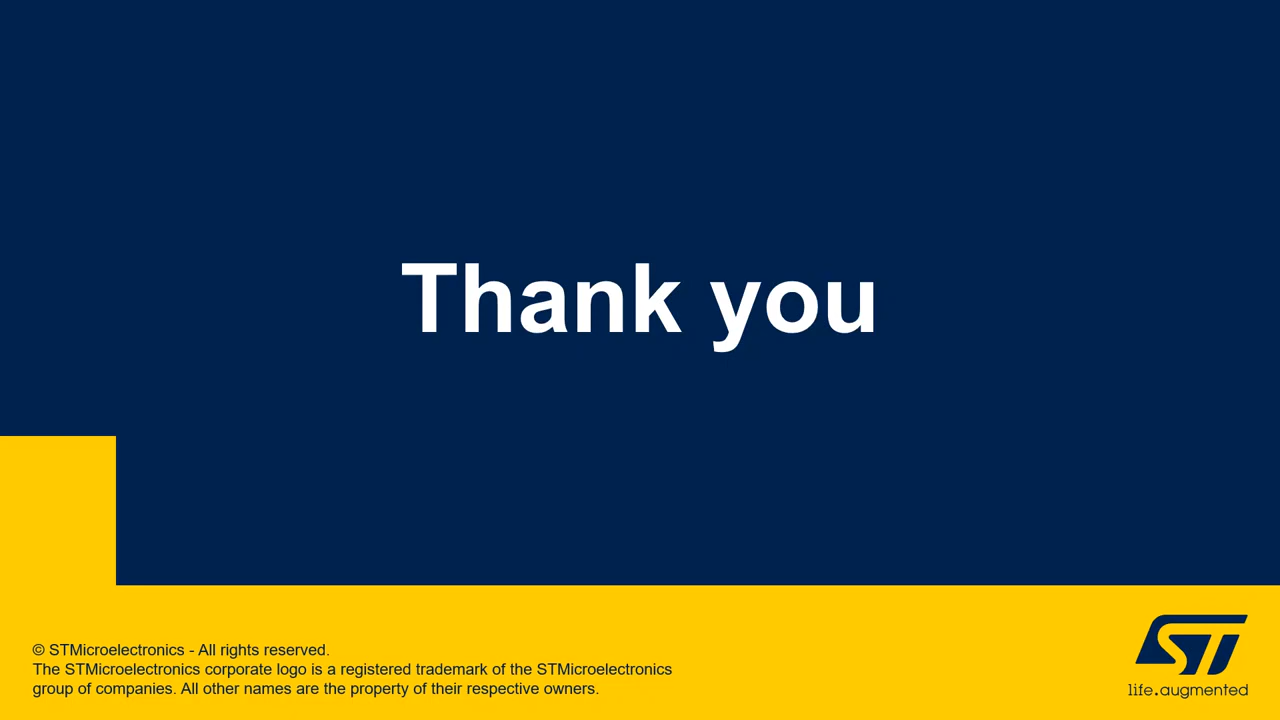 Thank you
© STMicroelectronics - All rights reserved.
The STMicroelectronics corporate logo is a registered trademark of the STMicroelectronics
group of companies. All other names are the property of their respective owners.
ST
life.augmented